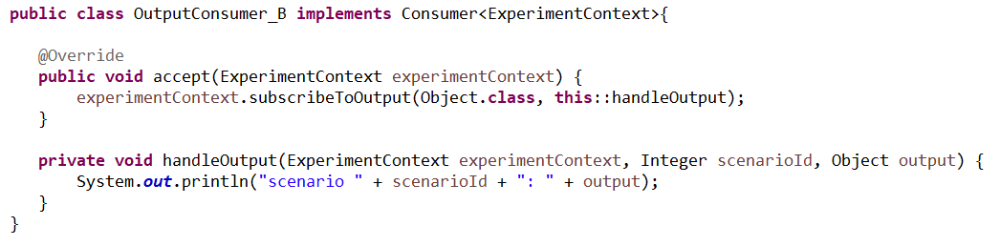 public class OutputConsumer_B implements Consumer<ExperimentContext>{
@Override
public void accept(ExperimentContext experimentContext) {
experimentContext.subscribeToOutput(Object.class, this::handleOutput);
}
private void handleOutput(ExperimentContext experimentContext, Integer scenarioId, Object output) {
System.out.println("scenario " + scenarioId + ": " + output);
}
}